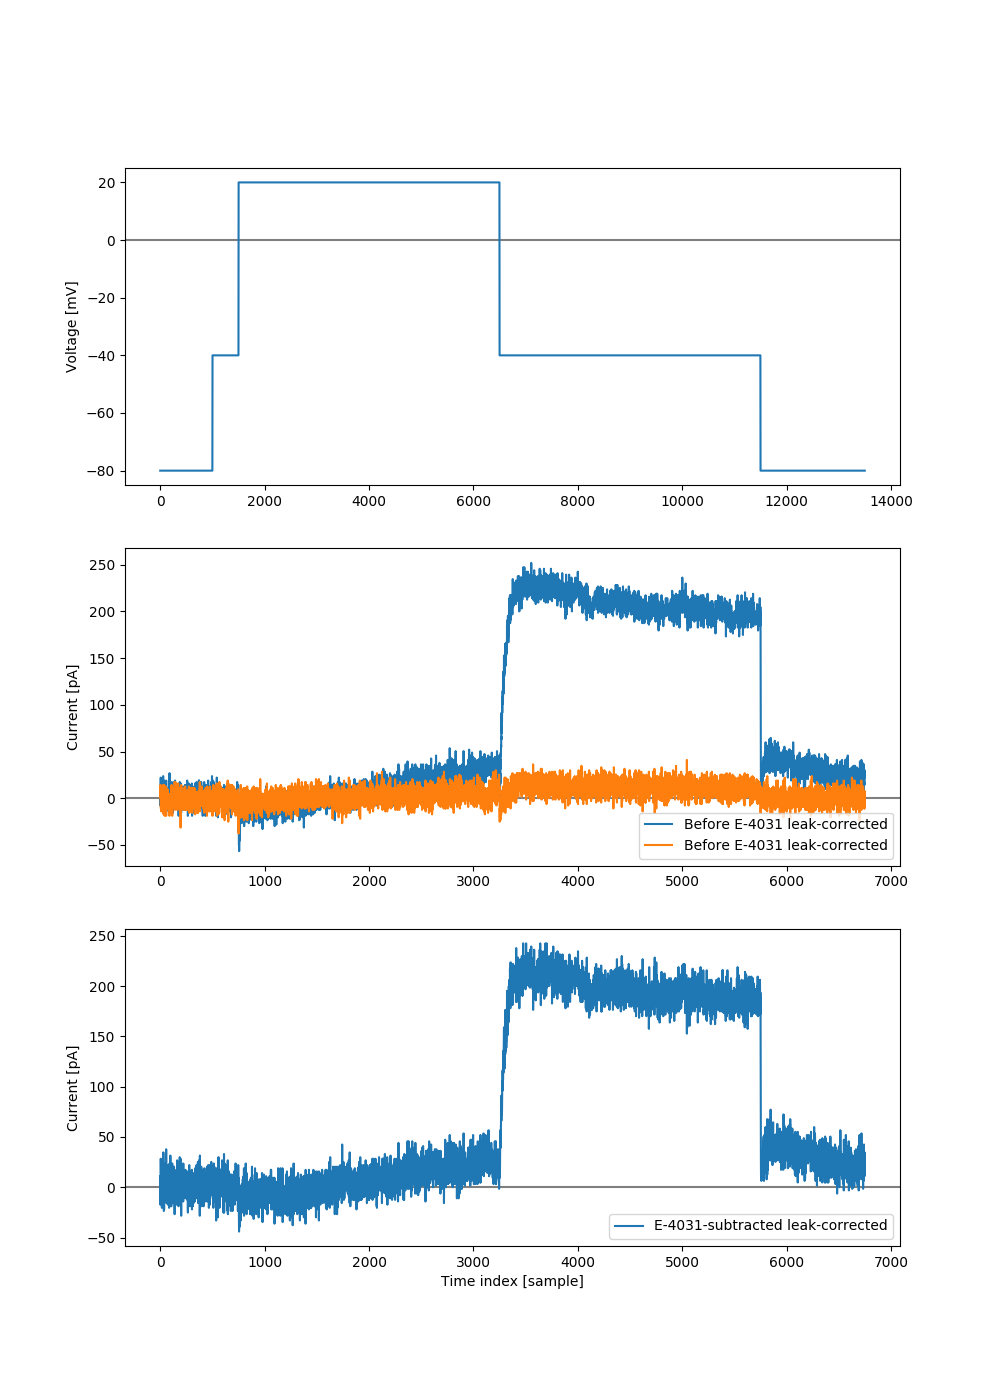 Voltage [mV]
20
0
−20
−40
−60
−80
0 2000 4000 6000 8000 10000 12000 14000
Current [pA]
250
200
150
100
50
0
−50
Before E-4031 leak-corrected
Before E-4031 leak-corrected
0 1000 2000 3000 4000 5000 6000 7000
Current [pA]
250
200
150
100
50
0
−50
E-4031-subtracted leak-corrected
0 1000 2000 3000 4000 5000 6000 7000
Time index [sample]